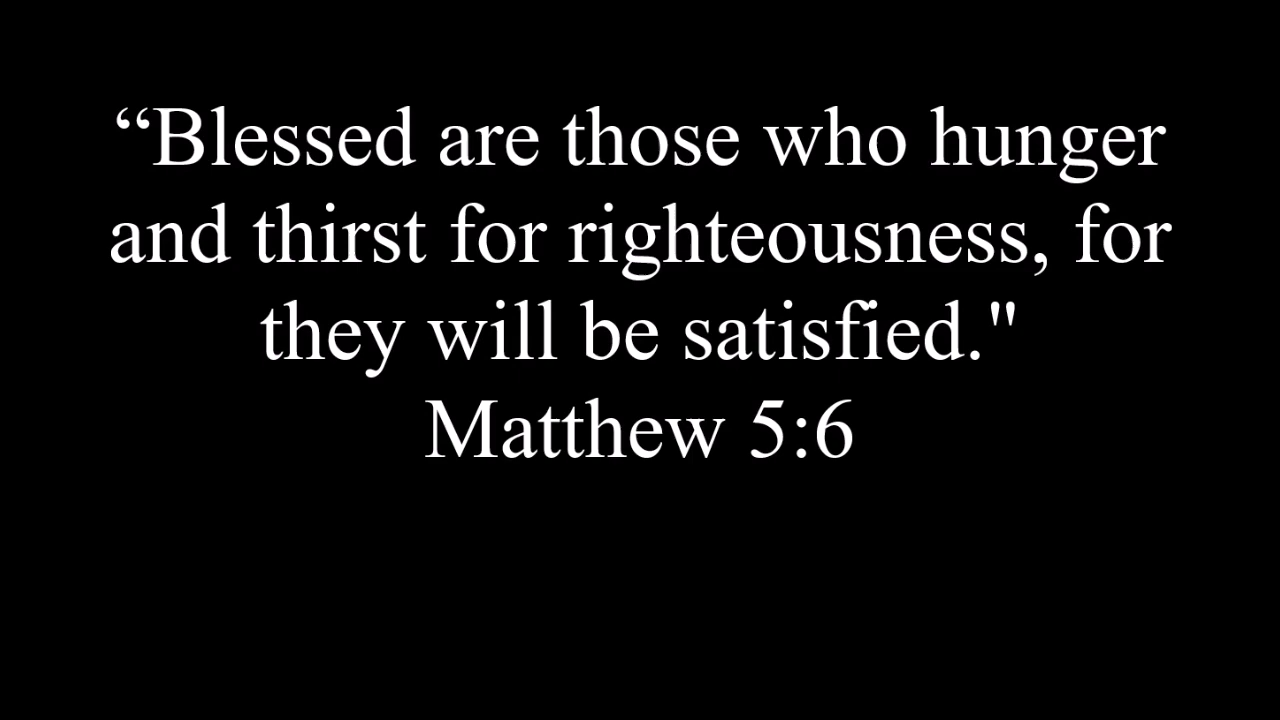 “Blessed are those who hunger
and thirst for righteousness, for
they will be satisfied."
Matthew 5:6